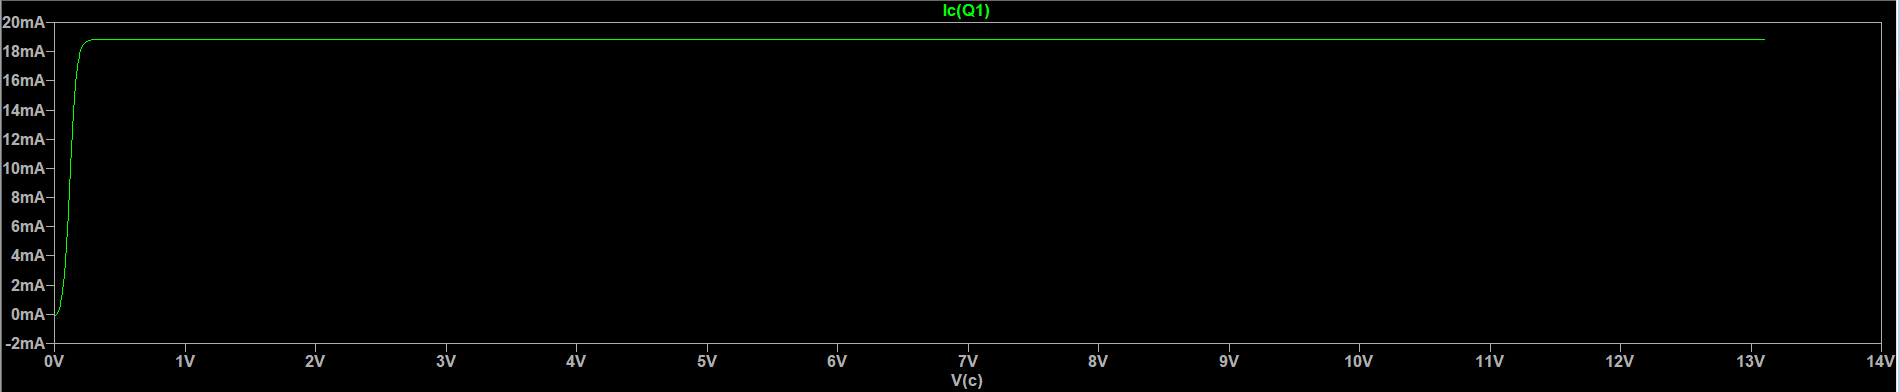 Ic(Q1)
20mA
18mA
16mA
14mA
12mA
10mA
8mA
6mA
4mA
2mA
0mA
-2mA
0V 1V 2V 3V 4V 5V 6V 7V 8V 9V 10V 11V 12V 13V 14V
V(c)